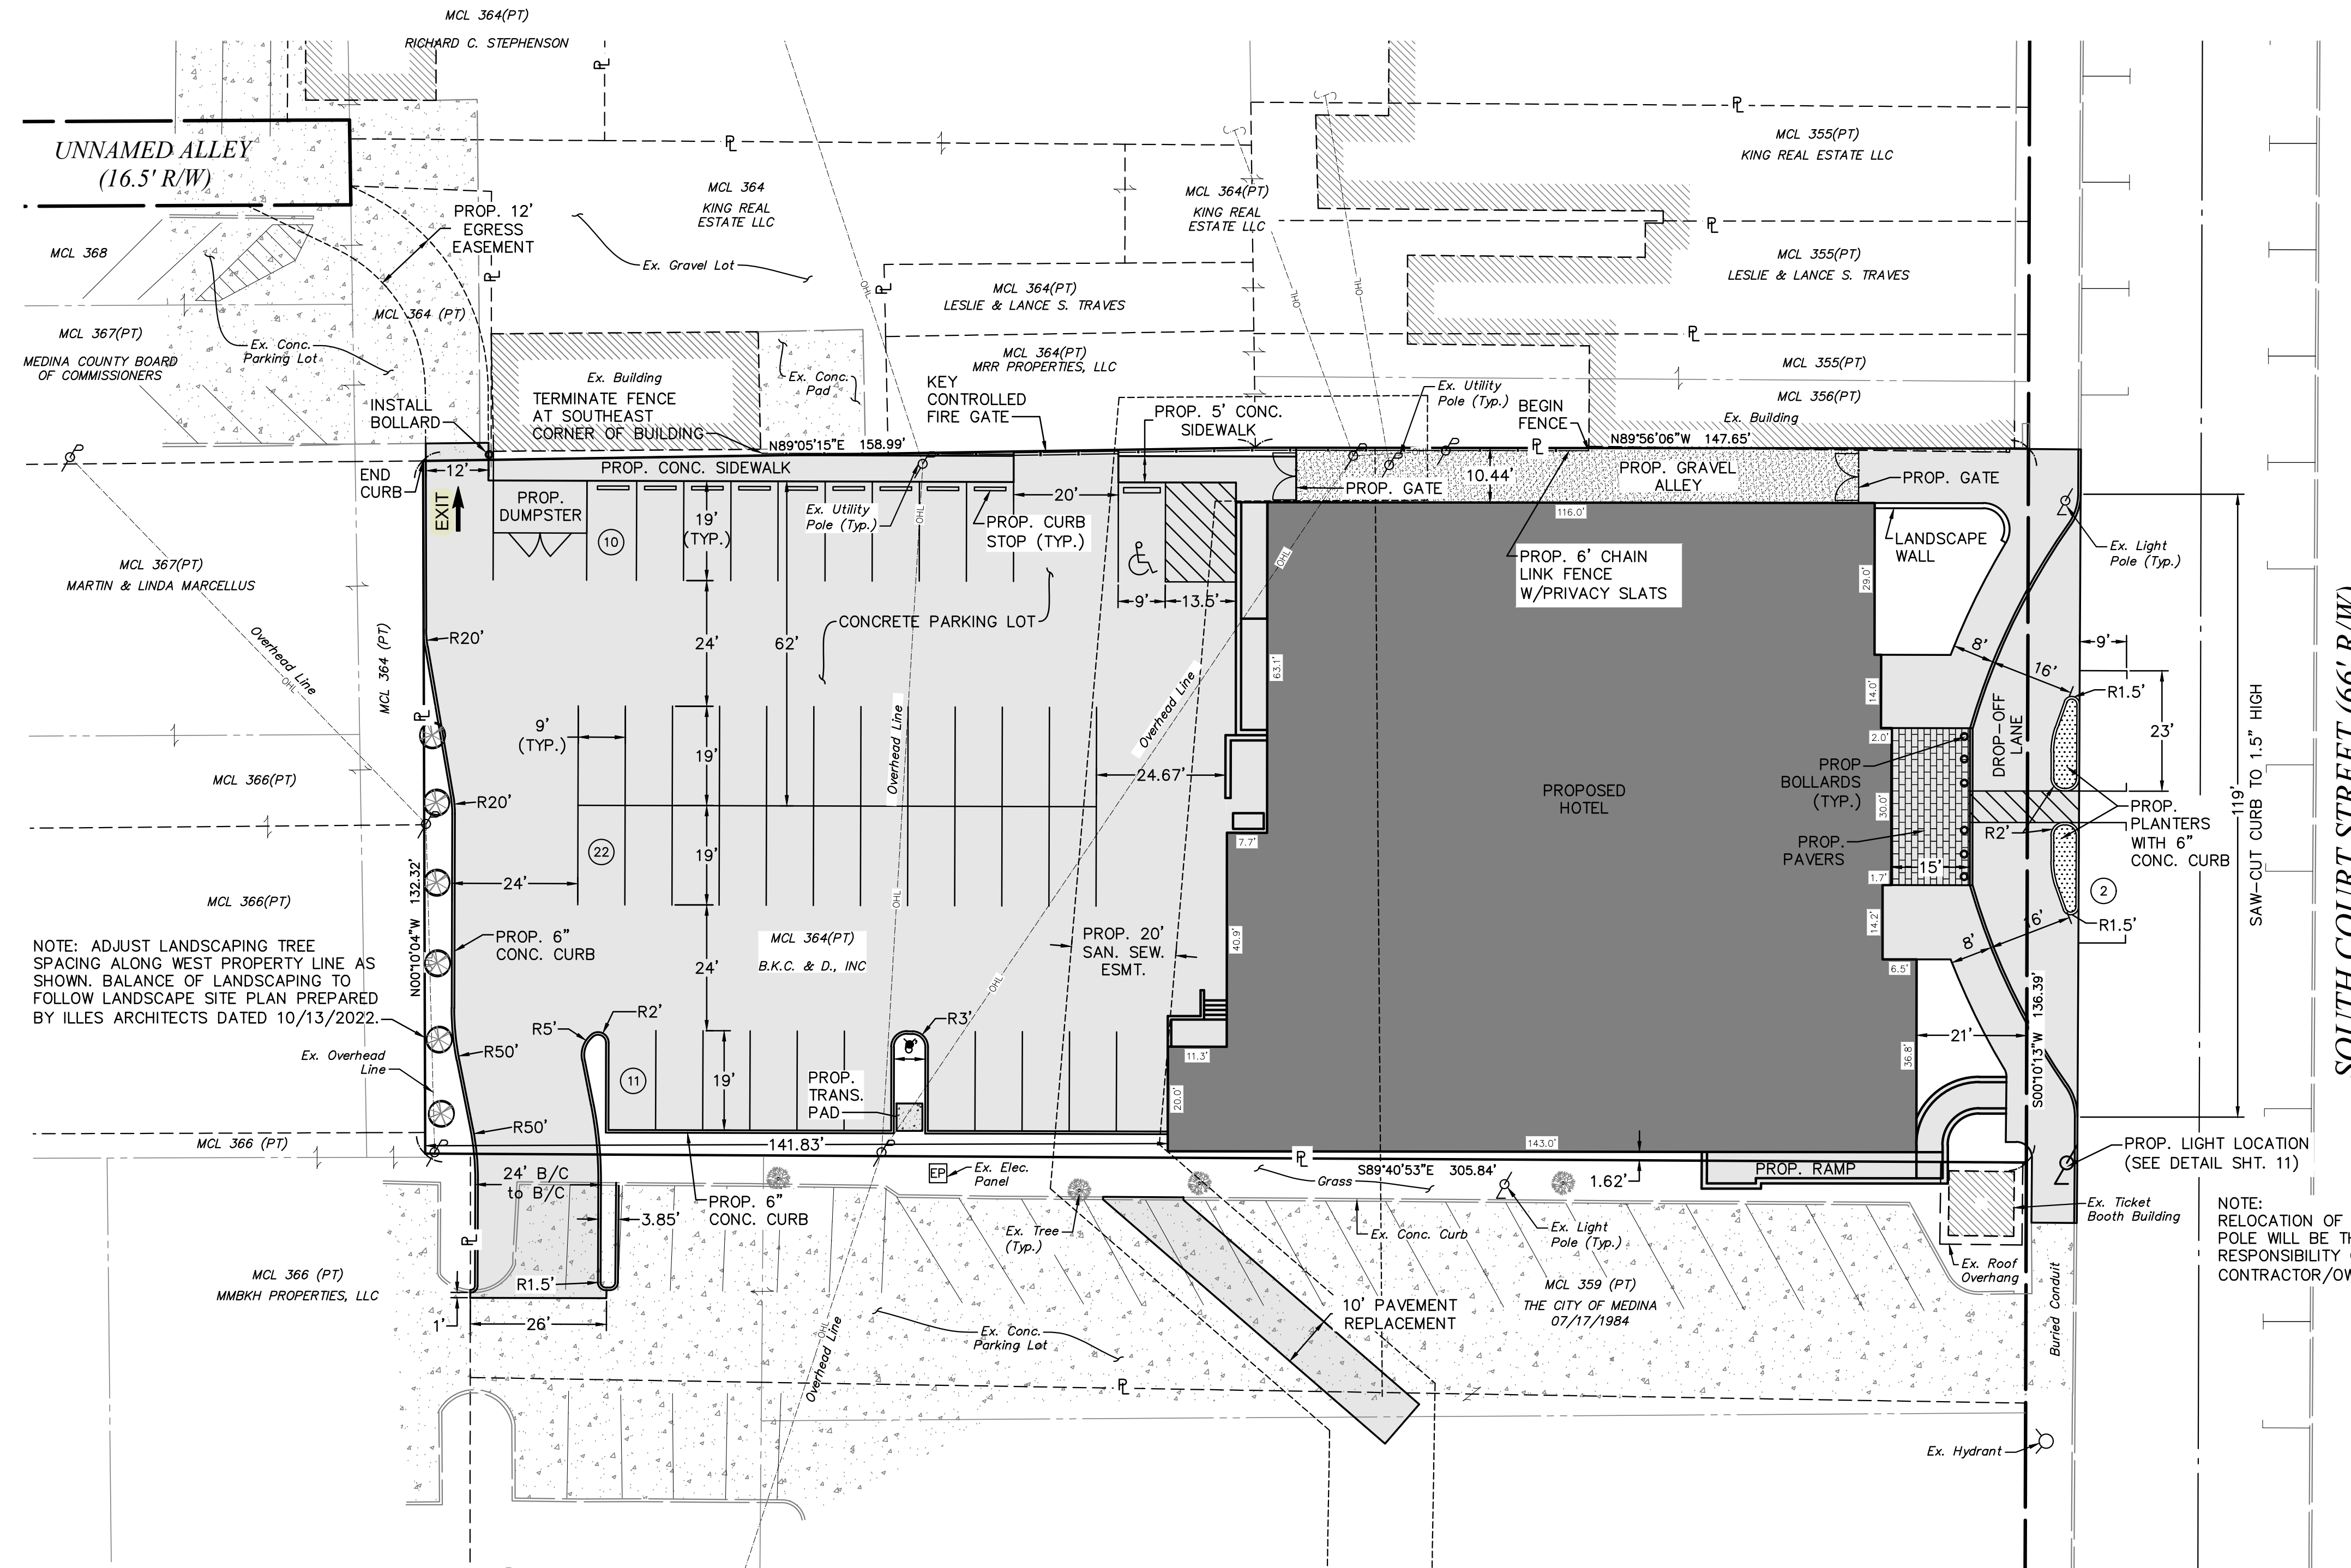 MCL 364(PT)
RICHARD C. STEPHENSON
UNNAMED ALLEY
(16.5' R/W)
PROP. 12'
EGRESS
EASEMENT
MCL 364
KING REAL
ESTATE LLC
MCL 364(PT)
KING REAL
ESTATE LLC
MCL 355(PT)
KING REAL ESTATE LLC
MCL 368
Ex. Gravel Lot
MCL 355(PT)
LESLIE & LANCE S. TRAVES
MCL 364(PT)
LESLIE & LANCE S. TRAVES
MCL 364 (PT)
MCL 367(PT)
MEDINA COUNTY BOARD
OF COMMISSIONERS
Ex. Conc.
Parking Lot
MCL 364(PT)
MRR PROPERTIES, LLC
MCL 355(PT)
MCL 356(PT)
Ex. Building
Ex. Building
TERMINATE FENCE
AT SOUTHEAST
CORNER OF BUILDING
Ex. Conc.
Pad
KEY
CONTROLLED
FIRE GATE
Ex. Utility
Pole (Typ.)
BEGIN
FENCE
INSTALL
BOLLARD
PROP. 5' CONC.
SIDEWALK
N89°05'15"E 158.99'
N89°56'06"W 147.65'
END
CURB
12'
PROP. CONC. SIDEWALK
PROP. GATE
10.44'
PROP. GRAVEL
ALLEY
PROP. GATE
EXIT
PROP.
DUMPSTER
10
19'
(TYP.)
Ex. Utility
Pole (Typ.)
PROP. CURB
STOP (TYP.)
20'
116.0'
LANDSCAPE
WALL
Ex. Light
Pole (Typ.)
PROP. 6' CHAIN
LINK FENCE
W/PRIVACY SLATS
29.0'
MCL 367(PT)
MARTIN & LINDA MARCELLUS
9'
13.5'
CONCRETE PARKING LOT
R20'
24'
62'
63.1'
8'
16'
9'
R1.5'
23'
Overhead Line
OHL
OHL
OHL
OHL
OHL
OHL
OHL
OHL
OHL
OHL
MCL 364 (PT)
Overhead Line
Overhead Line
14.0'
DROP-OFF
LANE
SAW-CUT CURB TO 1.5" HIGH
119'
SOUTH COURT STREET (66' R/W)
9'
(TYP.)
19'
24.67'
2.0'
MCL 366(PT)
R20'
PROPOSED
HOTEL
PROP
BOLLARDS
(TYP.)
30.0'
PROP.
PAVERS
R2'
PROP.
PLANTERS
WITH 6"
CONC. CURB
7.7'
15'
22
19'
24'
1.7'
2
MCL 366(PT)
N00°10'04"W 132.32'
14.2'
8'
16'
R1.5'
NOTE: ADJUST LANDSCAPING TREE
SPACING ALONG WEST PROPERTY LINE AS
SHOWN. BALANCE OF LANDSCAPING TO
FOLLOW LANDSCAPE SITE PLAN PREPARED
BY ILLES ARCHITECTS DATED 10/13/2022.
PROP. 6"
CONC. CURB
24'
MCL 364(PT)
B.K.C. & D., INC
PROP. 20'
SAN. SEW.
ESMT.
40.9'
6.5'
R2'
R5'
R3'
S00°10'13"W 136.39'
21'
Ex. Overhead
Line
R50'
11.3'
36.8'
11
19'
PROP.
TRANS.
PAD
20.0'
R50'
MCL 366 (PT)
141.83'
143.0'
PROP. LIGHT LOCATION
(SEE DETAIL SHT. 11)
EP
Ex. Elec.
Panel
S89°40'53"E 305.84'
Grass
1.62'
PROP. RAMP
24' B/C
to B/C
3.85'
PROP. 6"
CONC. CURB
Ex. Tree
(Typ.)
Ex. Conc. Curb
Ex. Light
Pole (Typ.)
Ex. Ticket
Booth Building
NOTE:
RELOCATION OF
POLE WILL BE
RESPONSIBILITY
CONTRACTOR/
Ex. Roof
Overhang
MCL 366 (PT)
MMBKH PROPERTIES, LLC
R1.5'
1'
26'
MCL 359 (PT)
THE CITY OF MEDINA
07/17/1984
10' PAVEMENT
REPLACEMENT
Ex. Conc.
Parking Lot
Overhead Line
OHL
Buried Conduit
Ex. Hydrant